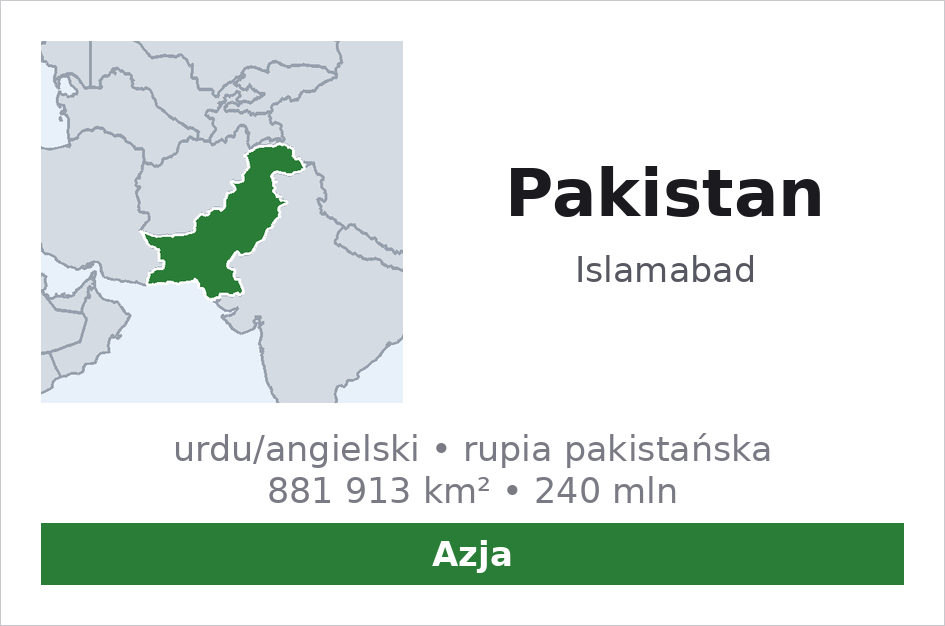 Pakistan
Islamabad
urdu/angielski • rupia pakistańska
881 913 km² • 240 mln
Azja